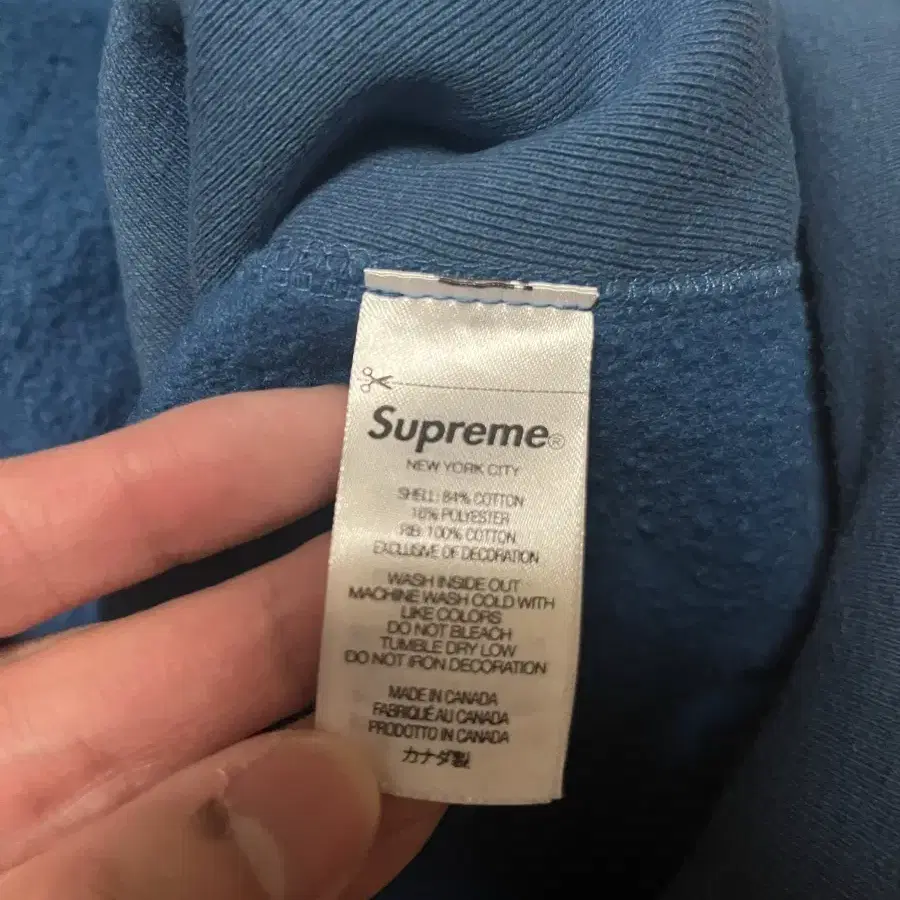 Supreme®
NEW YORK CITY
SHELL: 84% COTTON
16% POLYESTER
RIB: 100% COTTON
EXCLUSIVE OF DECORATION
WASH INSIDE OUT
MACHINE WASH COLD WITH
LIKE COLORS
DO NOT BLEACH
TUMBLE DRY LOW
DO NOT IRON DECORATION
MADE IN CANADA
FABRIQUÉ AU CANADA
PRODOTTO IN CANADA
カナダ製